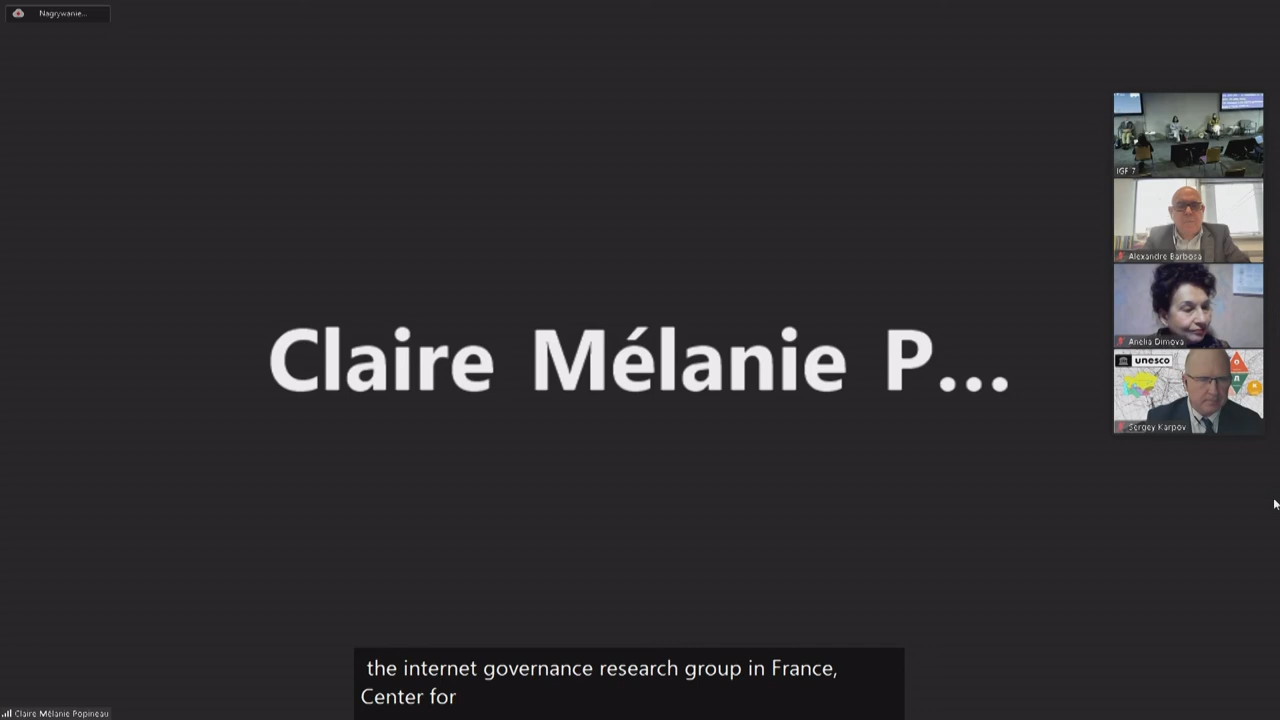 Nagrywanie...
IGF 7
Alexandre Barbosa
Anelia Dimova
unesco
Sergey Karpov
Claire Mélanie P...
the internet governance research group in France,
Center for
Claire Mélanie Popineau